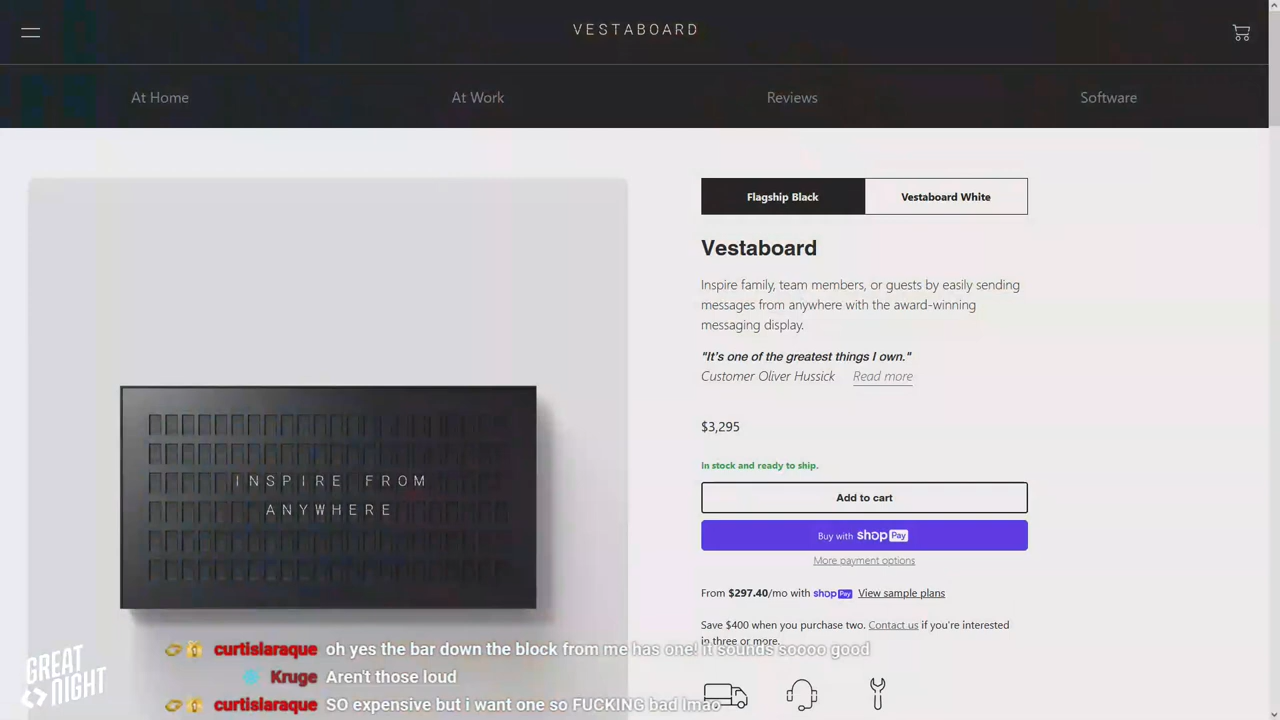 VESTABOARD
At Home
At Work
Reviews
Software
Flagship Black
Vestaboard White
Vestaboard
Inspire family, team members, or guests by easily sending
messages from anywhere with the award-winning
messaging display.
"It's one of the greatest things I own."
Customer Oliver Hussick Read more
$3,295
In stock and ready to ship.
Add to cart
Buy with shop Pay
More payment options
From $297.40/mo with shop Pay View sample plans
Save $400 when you purchase two. Contact us if you're interested
in three or more.
INSPIRE FROM
ANYWHERE
curtislaraque oh yes the bar down the block from me has one! it sounds soooo good
Kruge Aren't those loud
curtislaraque SO expensive but i want one so FUCKING bad lmao
GREAT
NIGHT